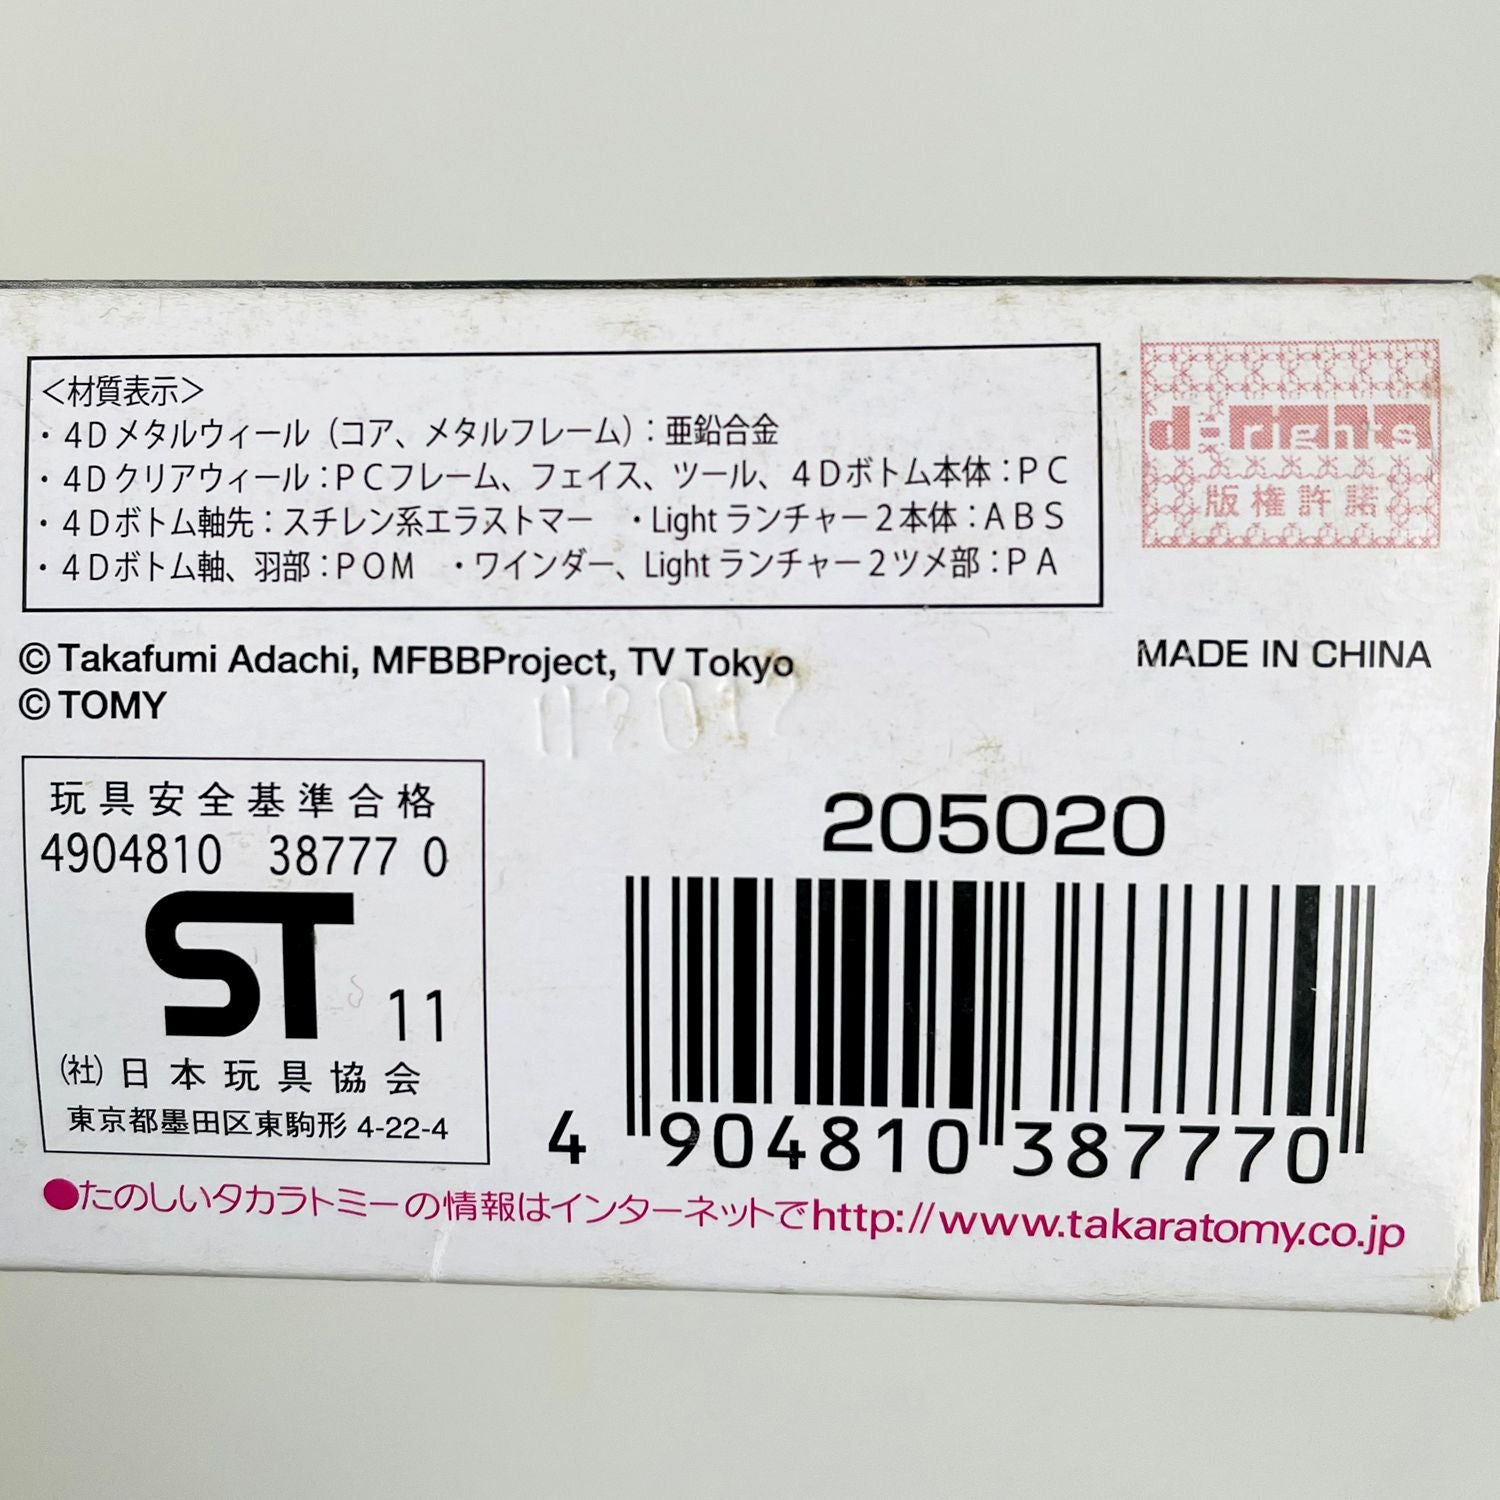 ＜材質表示＞
・4Dメタルウィール（コア、メタルフレーム）：亜鉛合金
・4Dクリアウィール：PCフレーム、フェイス、ツール、4Dボトム本体：PC
・4Dボトム軸先：スチレン系エラストマー　・Lightランチャー2本体：ABS
・4Dボトム軸、羽部：POM　・ワインダー、Lightランチャー2ツメ部：PA
d-rights
版権許諾
© Takafumi Adachi, MFBBProject, TV Tokyo
© TOMY
MADE IN CHINA
玩具安全基準合格
4904810 38777 0
ST 11
(社)日本玩具協会
東京都墨田区東駒形 4-22-4
205020
4 904810 387770
●たのしいタカラトミーの情報はインターネットでhttp://www.takaratomy.co.jp